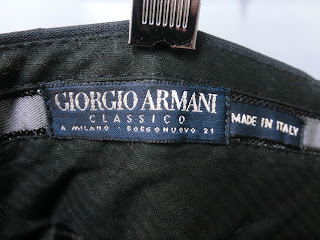 GIORGIO ARMANI
CLASSICO
A MILANO · BORGONUOVO 21
MADE IN ITALY